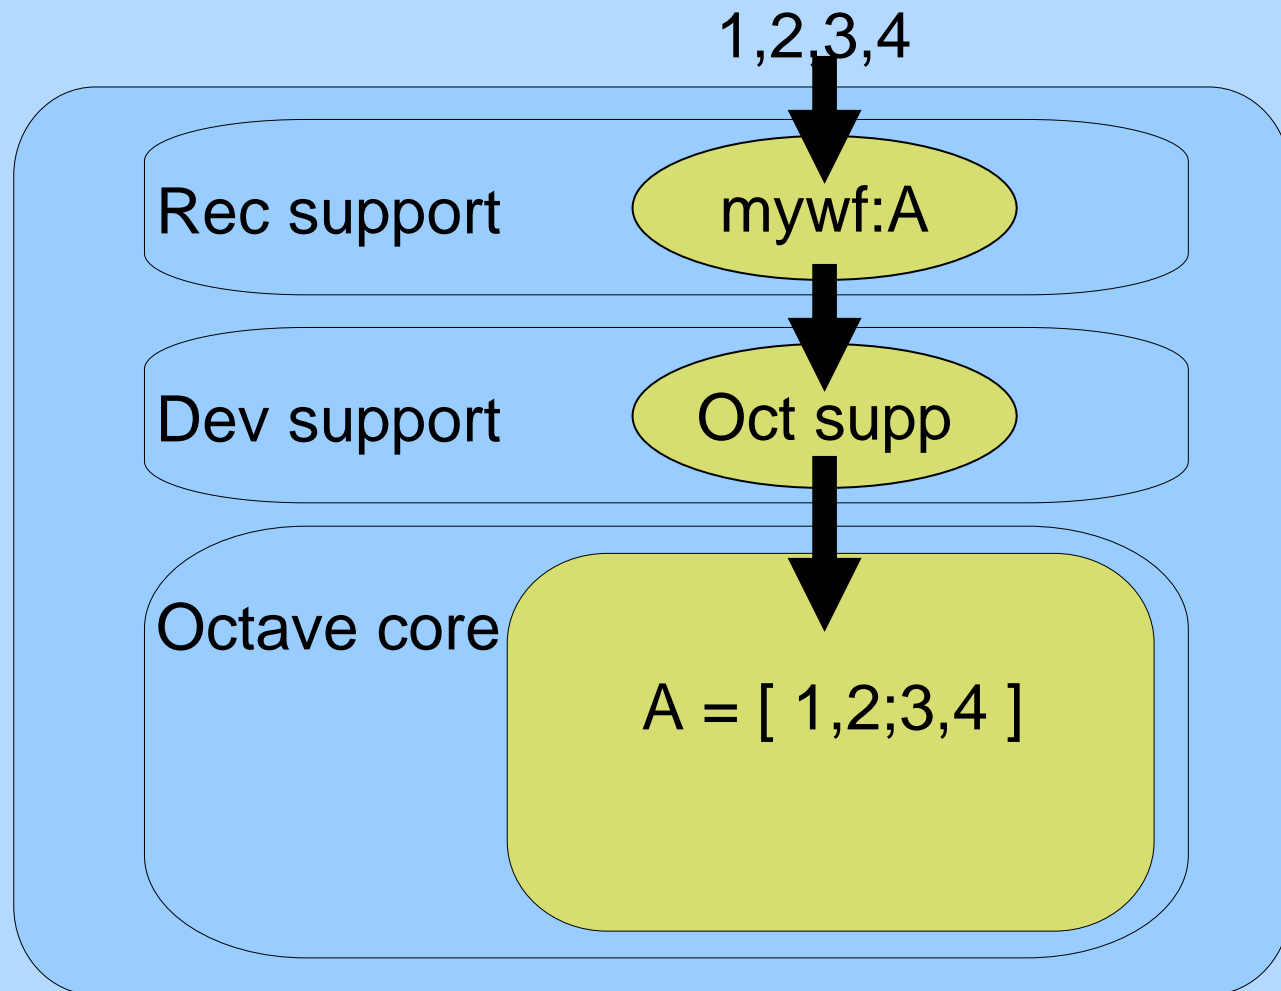 1,2,3,4
Rec support
mywf:A
Dev support
Oct supp
Octave core
A = [ 1,2;3,4 ]